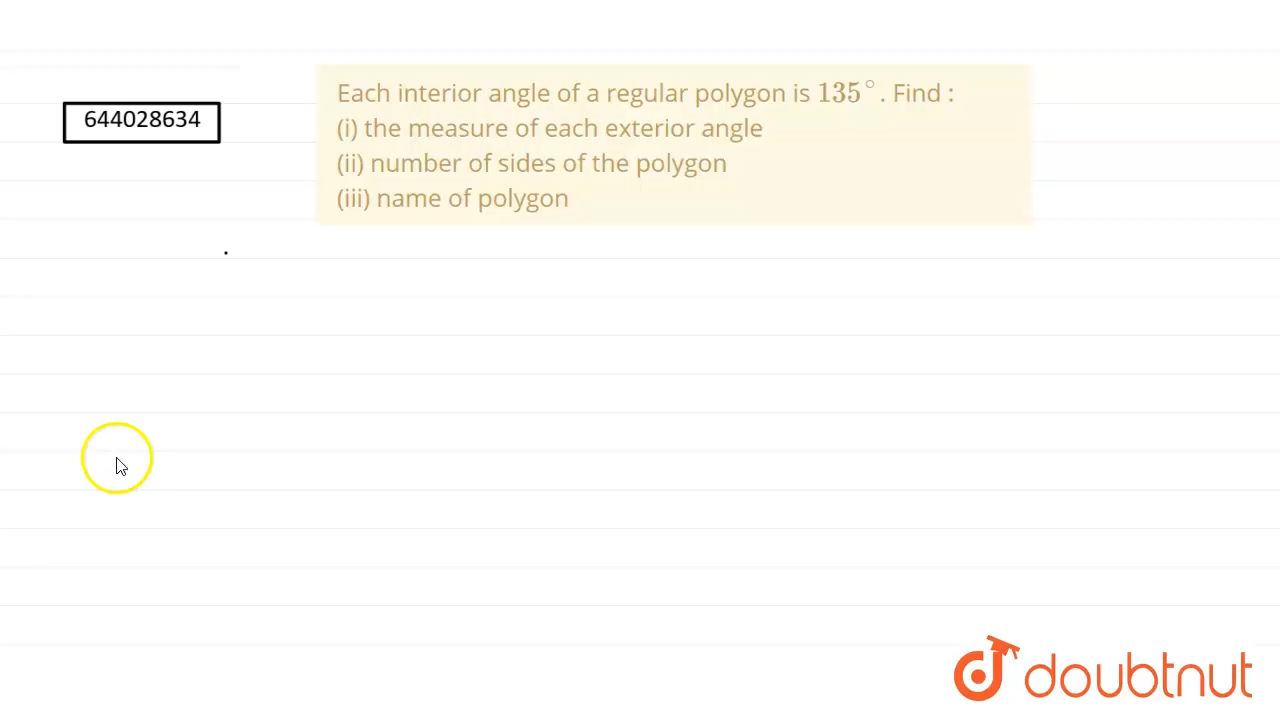 644028634
Each interior angle of a regular polygon is 135°. Find :
(i) the measure of each exterior angle
(ii) number of sides of the polygon
(iii) name of polygon
doubtnut